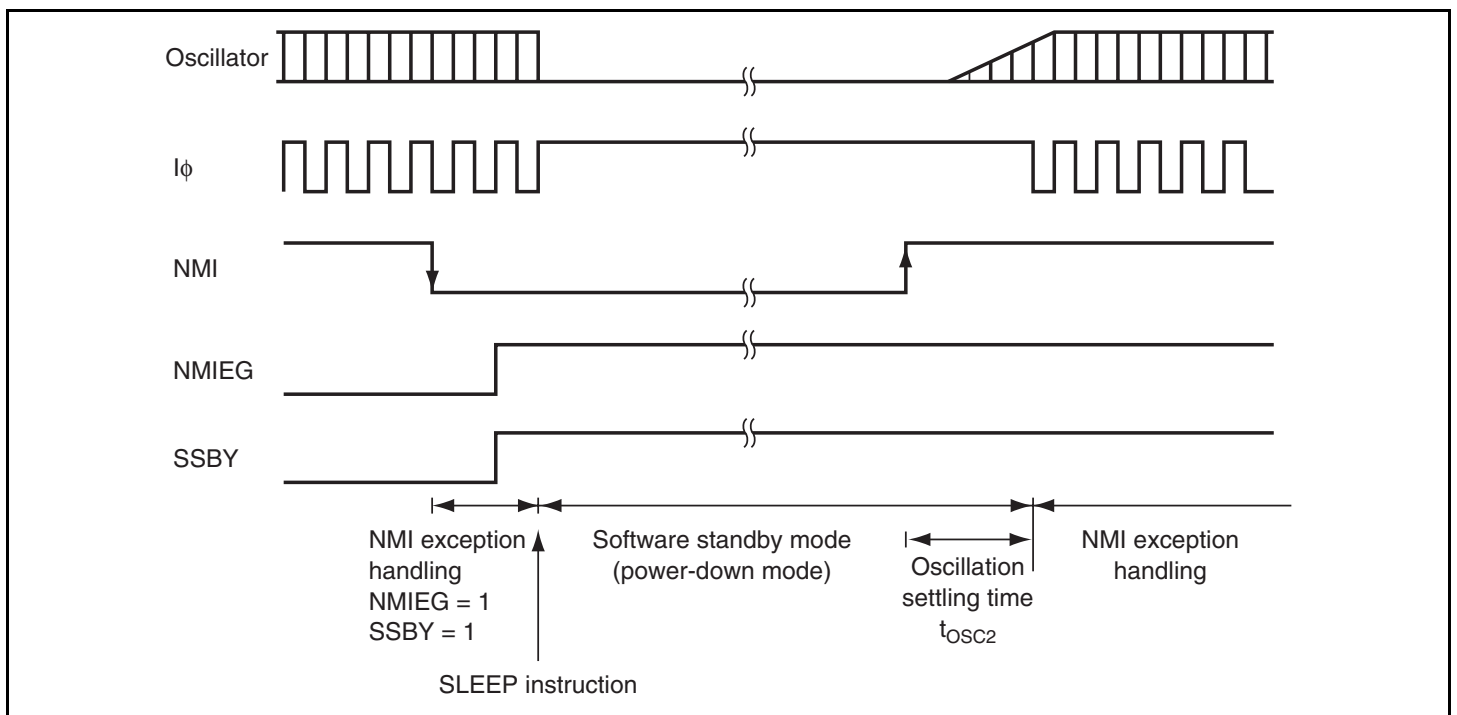 Oscillator
Iϕ
NMI
NMIEG
SSBY
NMI exception
handling
NMIEG = 1
SSBY = 1
SLEEP instruction
Software standby mode
(power-down mode)
Oscillation
settling time
tOSC2
NMI exception
handling